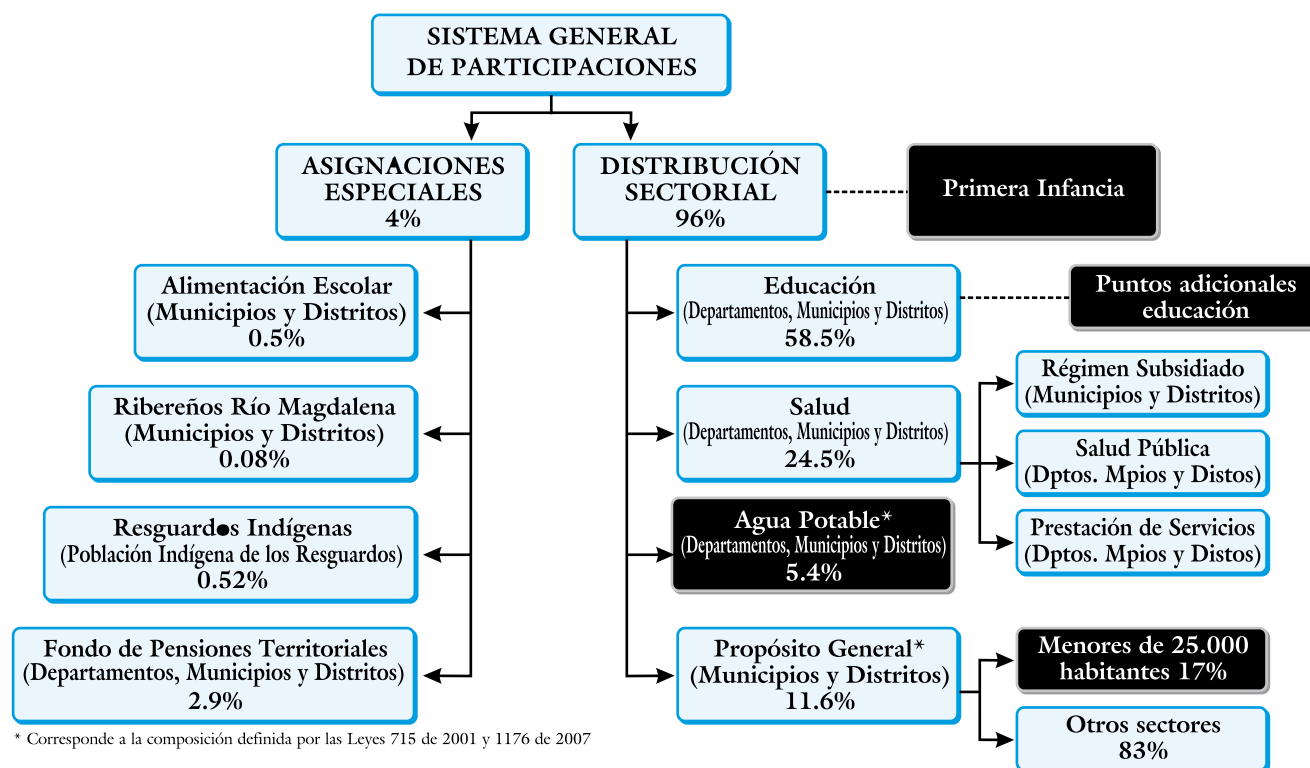 SISTEMA GENERAL
DE PARTICIPACIONES
ASIGNACIONES
ESPECIALES
4%
DISTRIBUCIÓN
SECTORIAL
96%
Primera Infancia
Alimentación Escolar
(Municipios y Distritos)
0.5%
Ribereños Río Magdalena
(Municipios y Distritos)
0.08%
Resguardos Indígenas
(Población Indígena de los Resguardos)
0.52%
Fondo de Pensiones Territoriales
(Departamentos, Municipios y Distritos)
2.9%
Educación
(Departamentos, Municipios y Distritos)
58.5%
Puntos adicionales
educación
Salud
(Departamentos, Municipios y Distritos)
24.5%
Régimen Subsidiado
(Municipios y Distritos)
Salud Pública
(Dptos. Mpios y Distos)
Prestación de Servicios
(Dptos. Mpios y Distos)
Agua Potable*
(Departamentos, Municipios y Distritos)
5.4%
Propósito General*
(Municipios y Distritos)
11.6%
Menores de 25.000
habitantes 17%
Otros sectores
83%
* Corresponde a la composición definida por las Leyes 715 de 2001 y 1176 de 2007